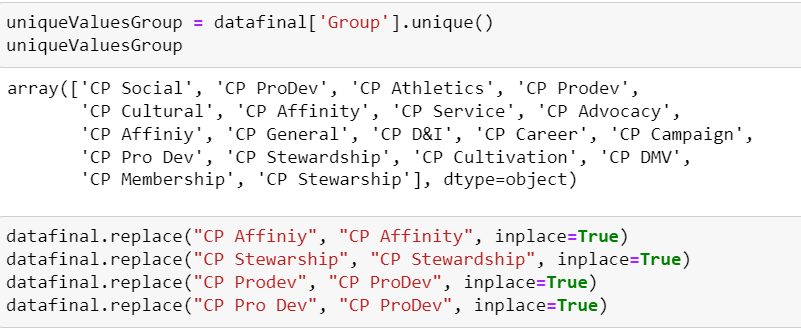 uniqueValuesGroup = datafinal['Group'].unique()
uniqueValuesGroup
array(['CP Social', 'CP ProDev', 'CP Athletics', 'CP Prodev',
'CP Cultural', 'CP Affinity', 'CP Service', 'CP Advocacy',
'CP Affiniy', 'CP General', 'CP D&I', 'CP Career', 'CP Campaign',
'CP Pro Dev', 'CP Stewardship', 'CP Cultivation', 'CP DMV',
'CP Membership', 'CP Stewarship'], dtype=object)
datafinal.replace("CP Affiniy", "CP Affinity", inplace=True)
datafinal.replace("CP Stewarship", "CP Stewardship", inplace=True)
datafinal.replace("CP Prodev", "CP ProDev", inplace=True)
datafinal.replace("CP Pro Dev", "CP ProDev", inplace=True)